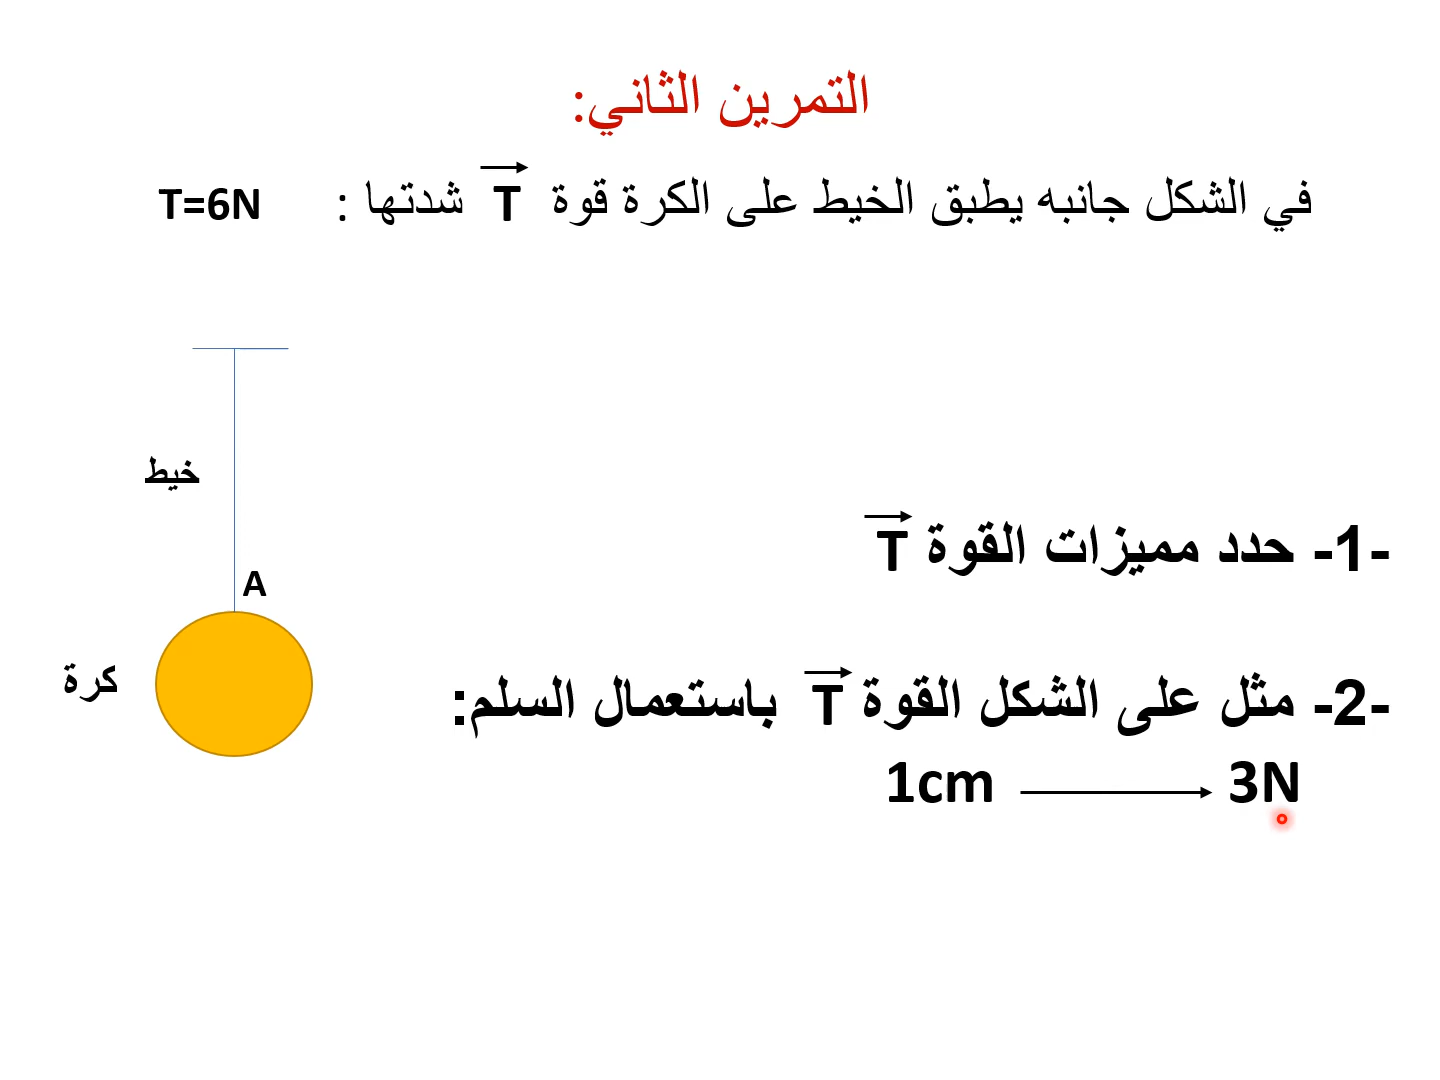 التمرين الثاني:
في الشكل جانبه يطبق الخيط على الكرة قوة T شدتها : T=6N
خيط
A
كرة
-1- حدد مميزات القوة T
-2- مثل على الشكل القوة T باستعمال السلم:
1cm → 3N